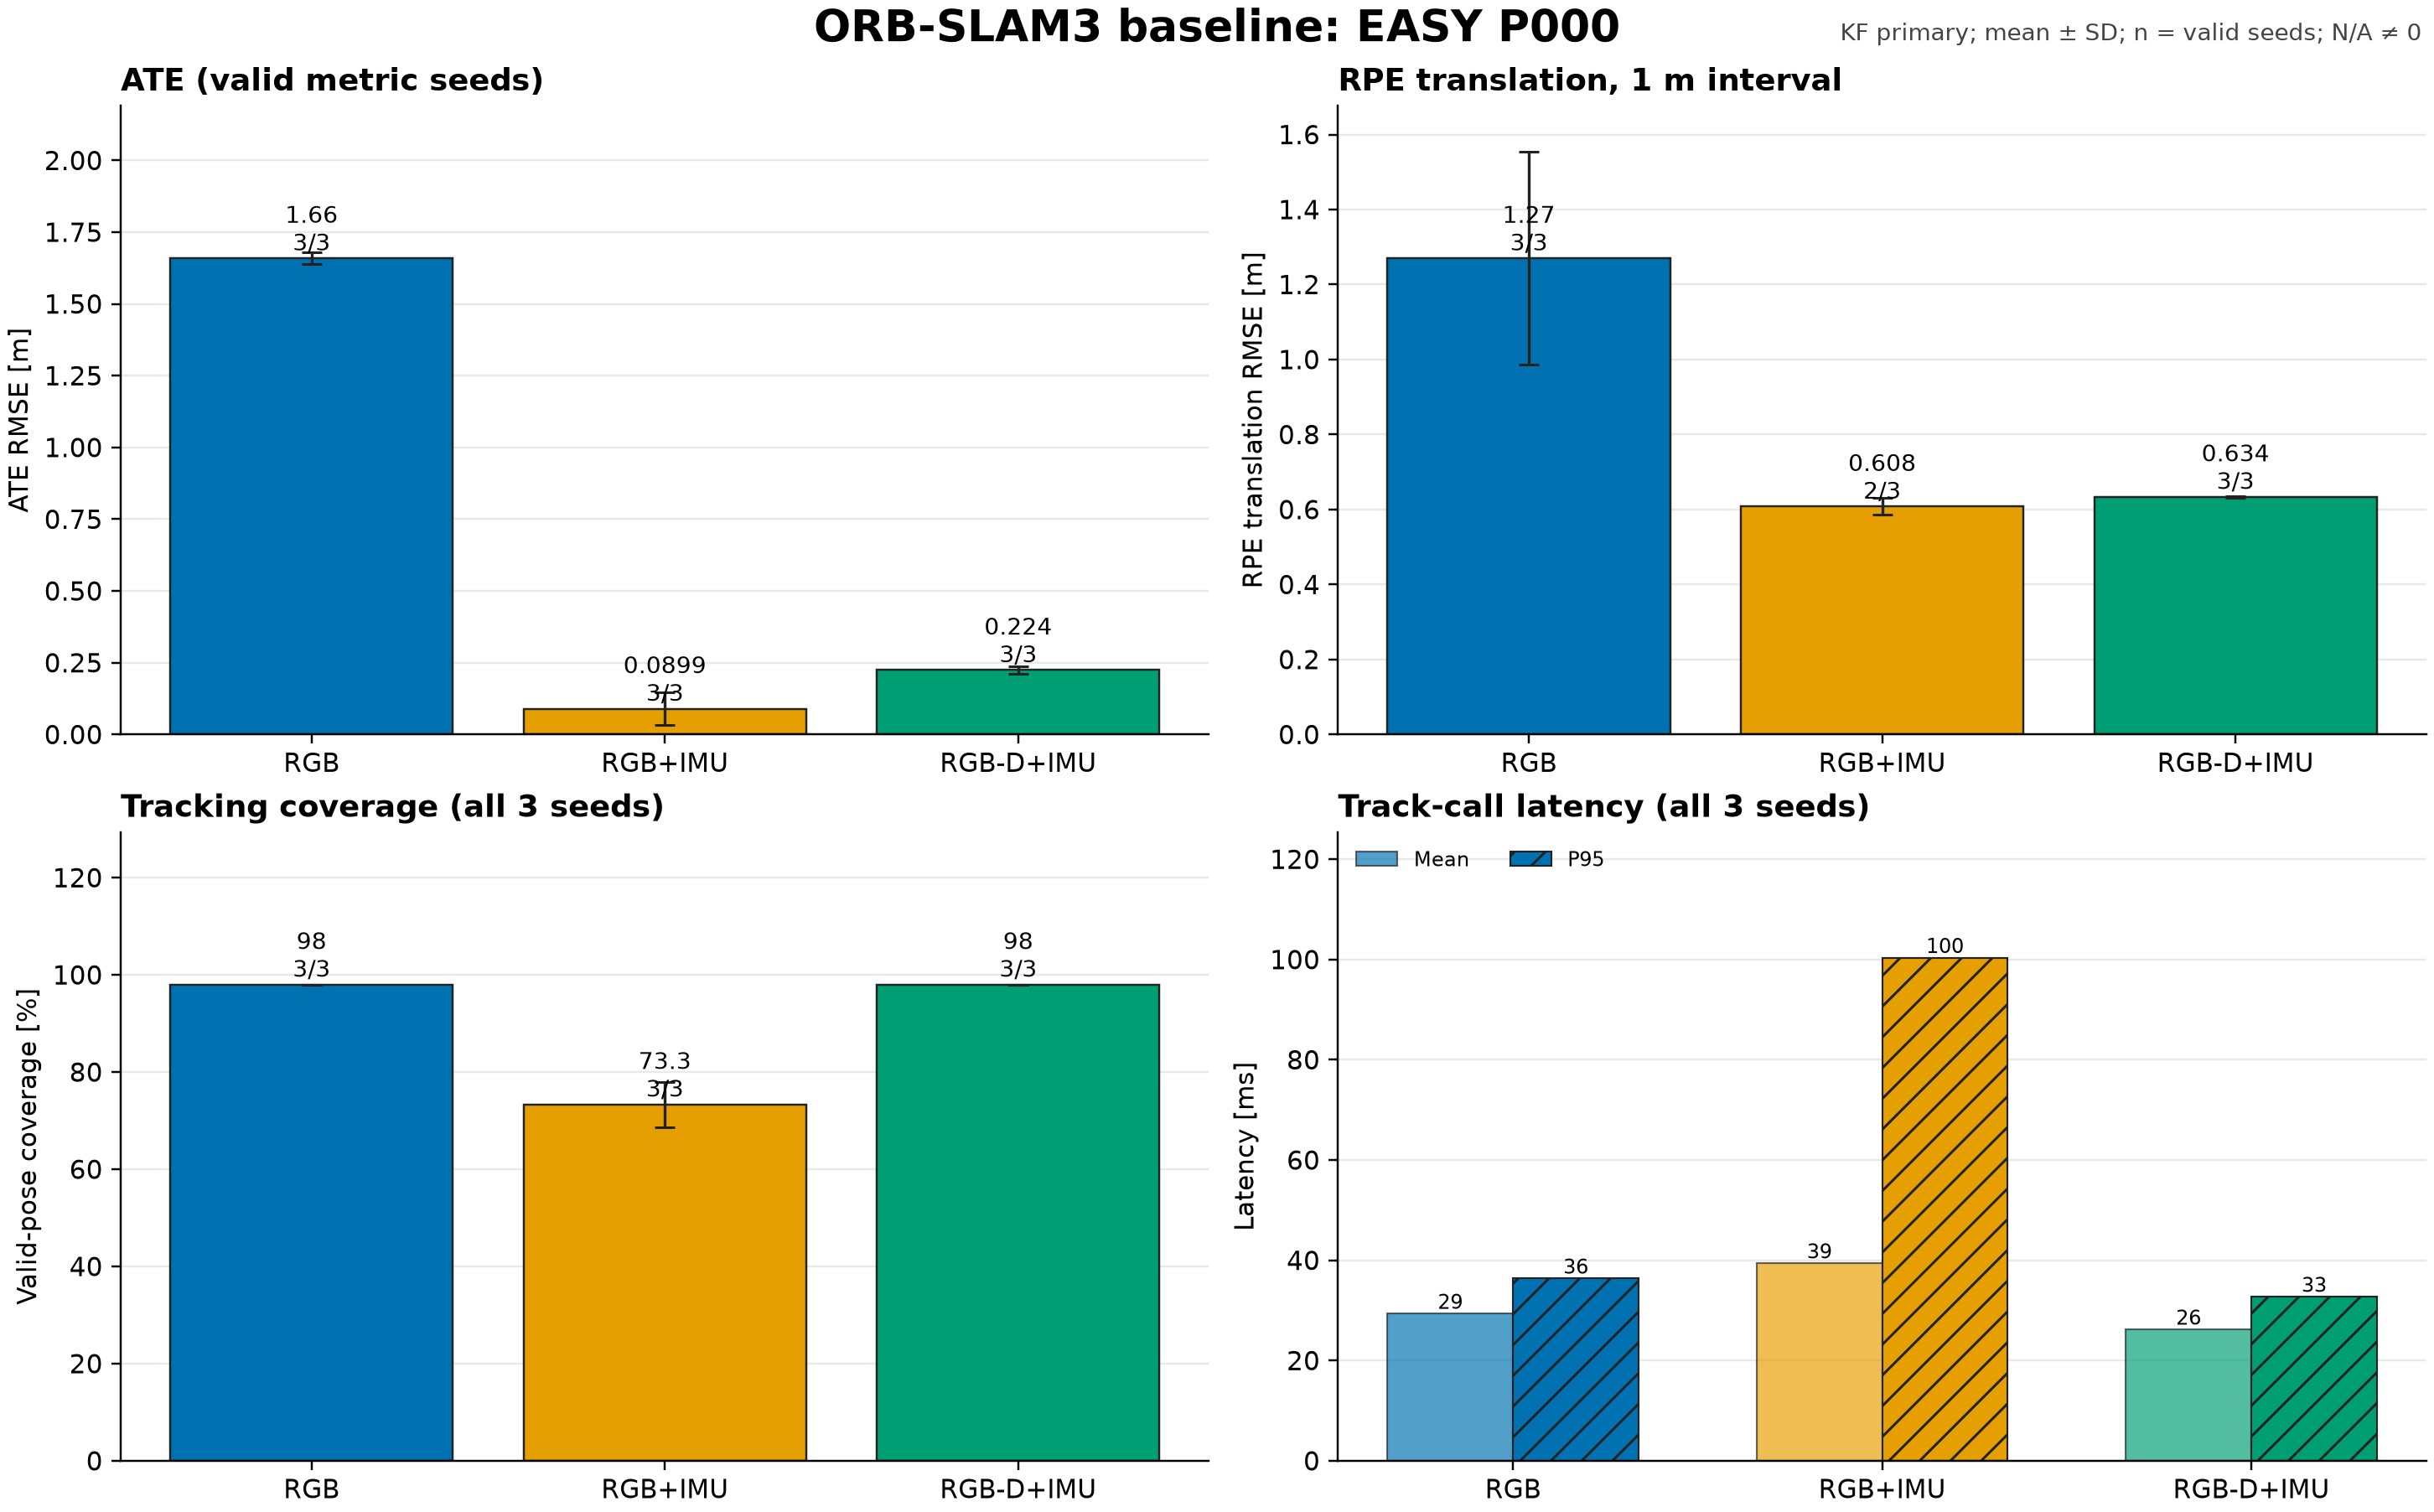 ORB-SLAM3 baseline: EASY P000
KF primary; mean ± SD; n = valid seeds; N/A ≠ 0
ATE (valid metric seeds)
ATE RMSE [m]
2.00
1.75
1.50
1.25
1.00
0.75
0.50
0.25
0.00
1.66
3/3
0.0899
3/3
0.224
3/3
RGB
RGB+IMU
RGB-D+IMU
RPE translation, 1 m interval
RPE translation RMSE [m]
1.6
1.4
1.2
1.0
0.8
0.6
0.4
0.2
0.0
1.27
3/3
0.608
2/3
0.634
3/3
RGB
RGB+IMU
RGB-D+IMU
Tracking coverage (all 3 seeds)
Valid-pose coverage [%]
120
100
80
60
40
20
0
98
3/3
73.3
3/3
98
3/3
RGB
RGB+IMU
RGB-D+IMU
Track-call latency (all 3 seeds)
Latency [ms]
120
100
80
60
40
20
0
Mean
P95
29
36
39
100
26
33
RGB
RGB+IMU
RGB-D+IMU